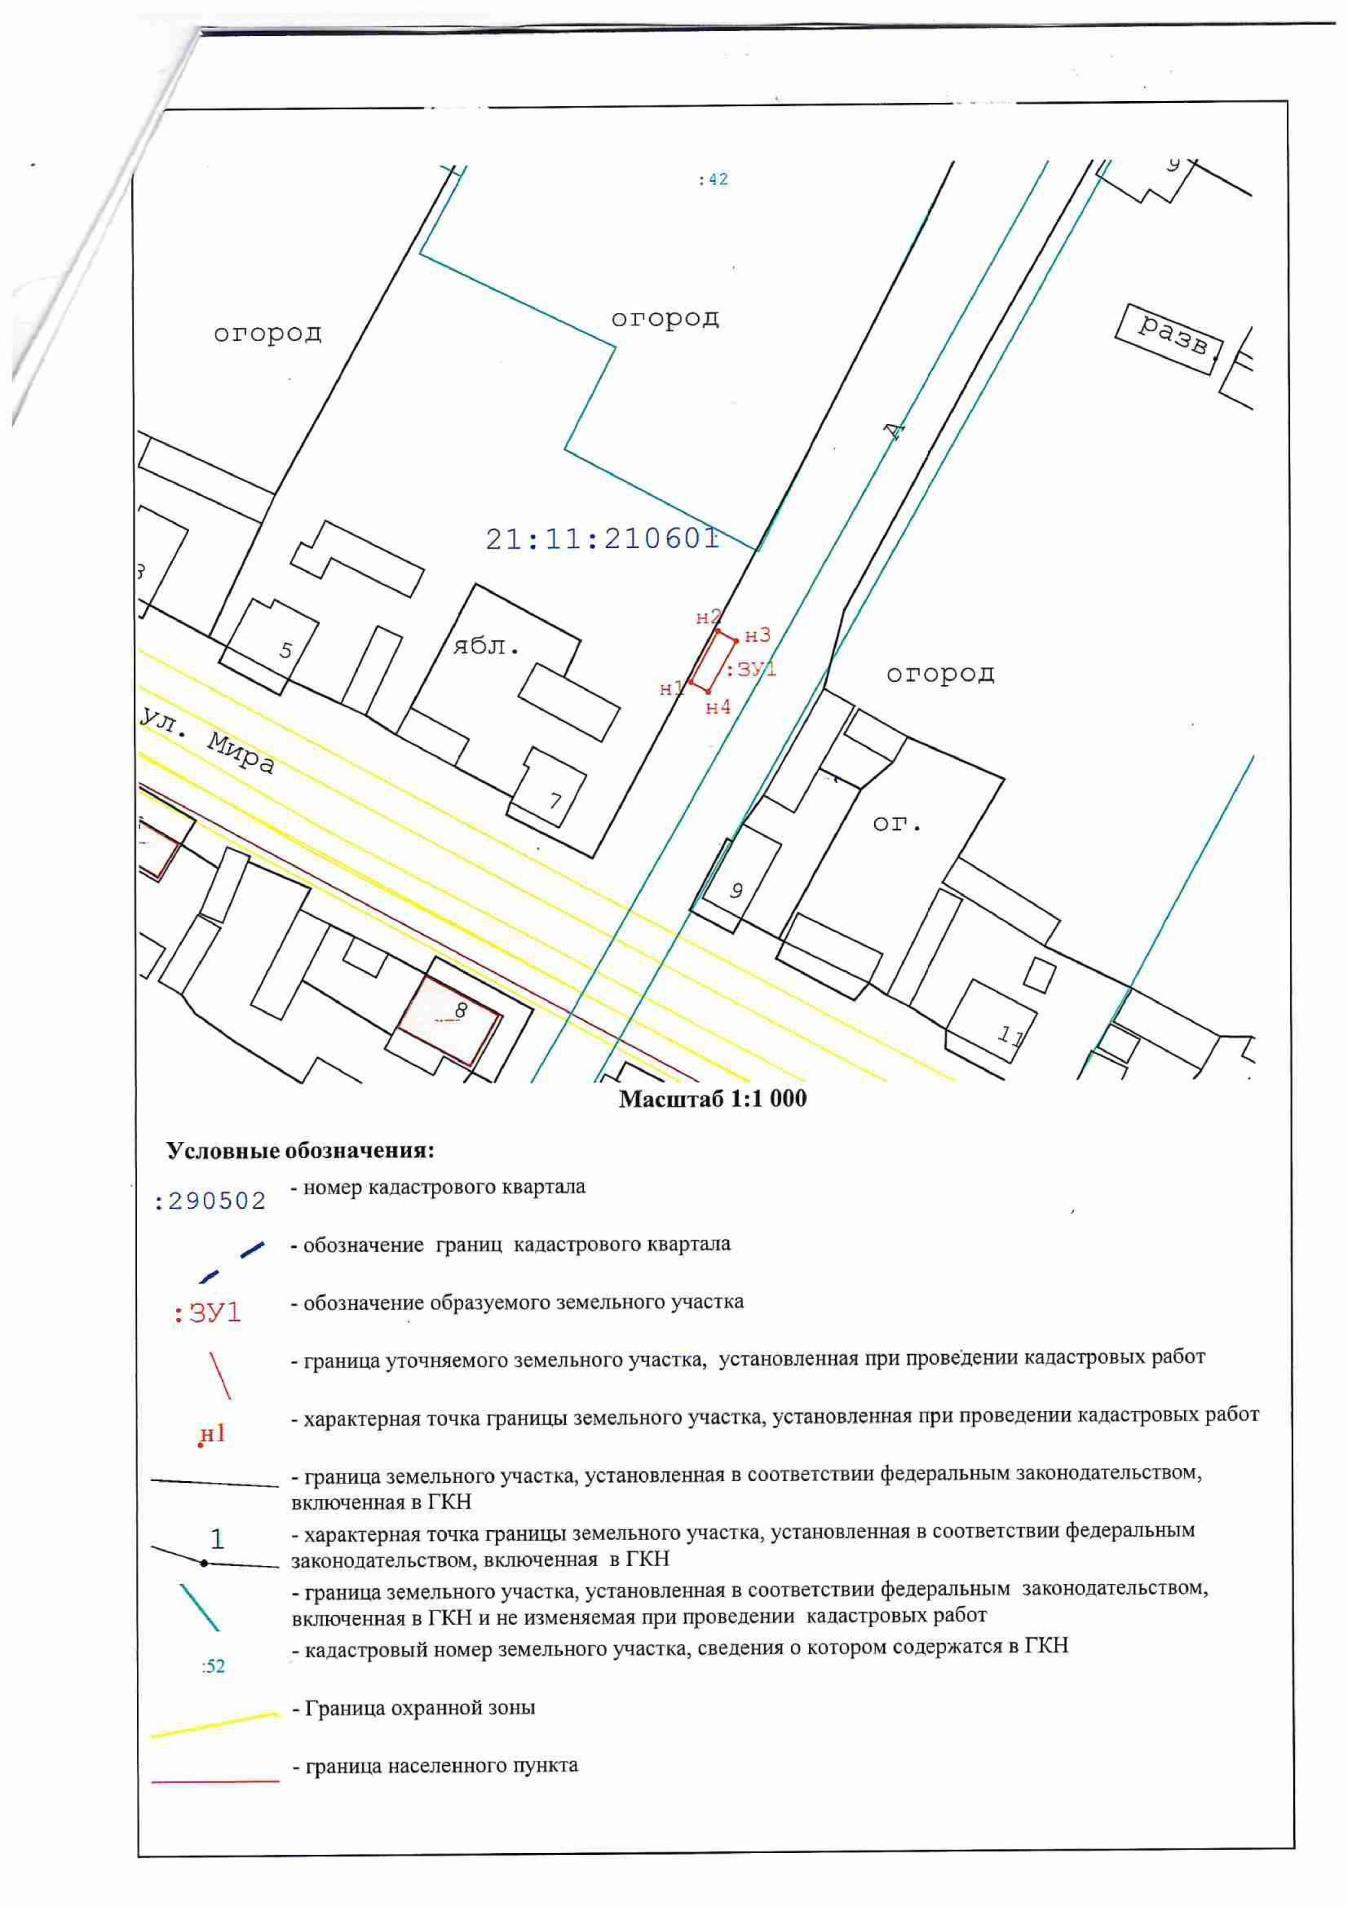 9
:42
огород
огород
разв.
А
21:11:210601
н2
н3
:ЗУ1
н1
н4
5
ябл.
огород
ул. Мира
7
ог.
9
8
11
Масштаб 1:1 000
Условные обозначения:
:290502 - номер кадастрового квартала
- обозначение границ кадастрового квартала
:ЗУ1 - обозначение образуемого земельного участка
- граница уточняемого земельного участка, установленная при проведении кадастровых работ
н1 - характерная точка границы земельного участка, установленная при проведении кадастровых работ
- граница земельного участка, установленная в соответствии федеральным законодательством,
включенная в ГКН
1 - характерная точка границы земельного участка, установленная в соответствии федеральным
законодательством, включенная в ГКН
- граница земельного участка, установленная в соответствии федеральным законодательством,
включенная в ГКН и не изменяемая при проведении кадастровых работ
:52 - кадастровый номер земельного участка, сведения о котором содержатся в ГКН
- Граница охранной зоны
- граница населенного пункта